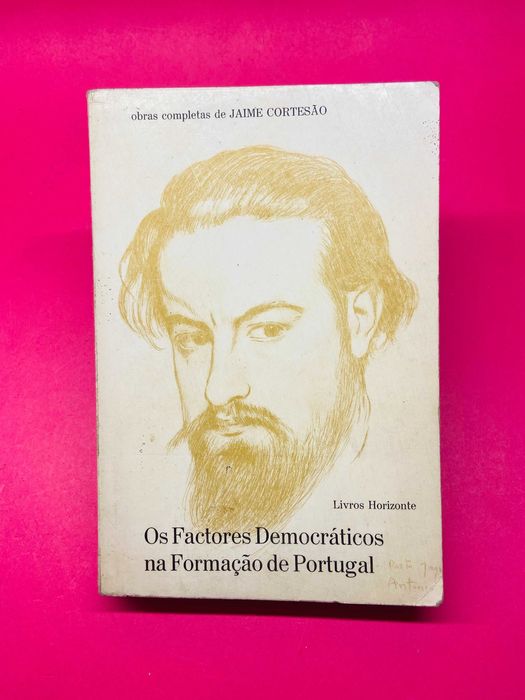 obras completas de JAIME CORTESÃO
Livros Horizonte
Os Factores Democráticos
na Formação de Portugal